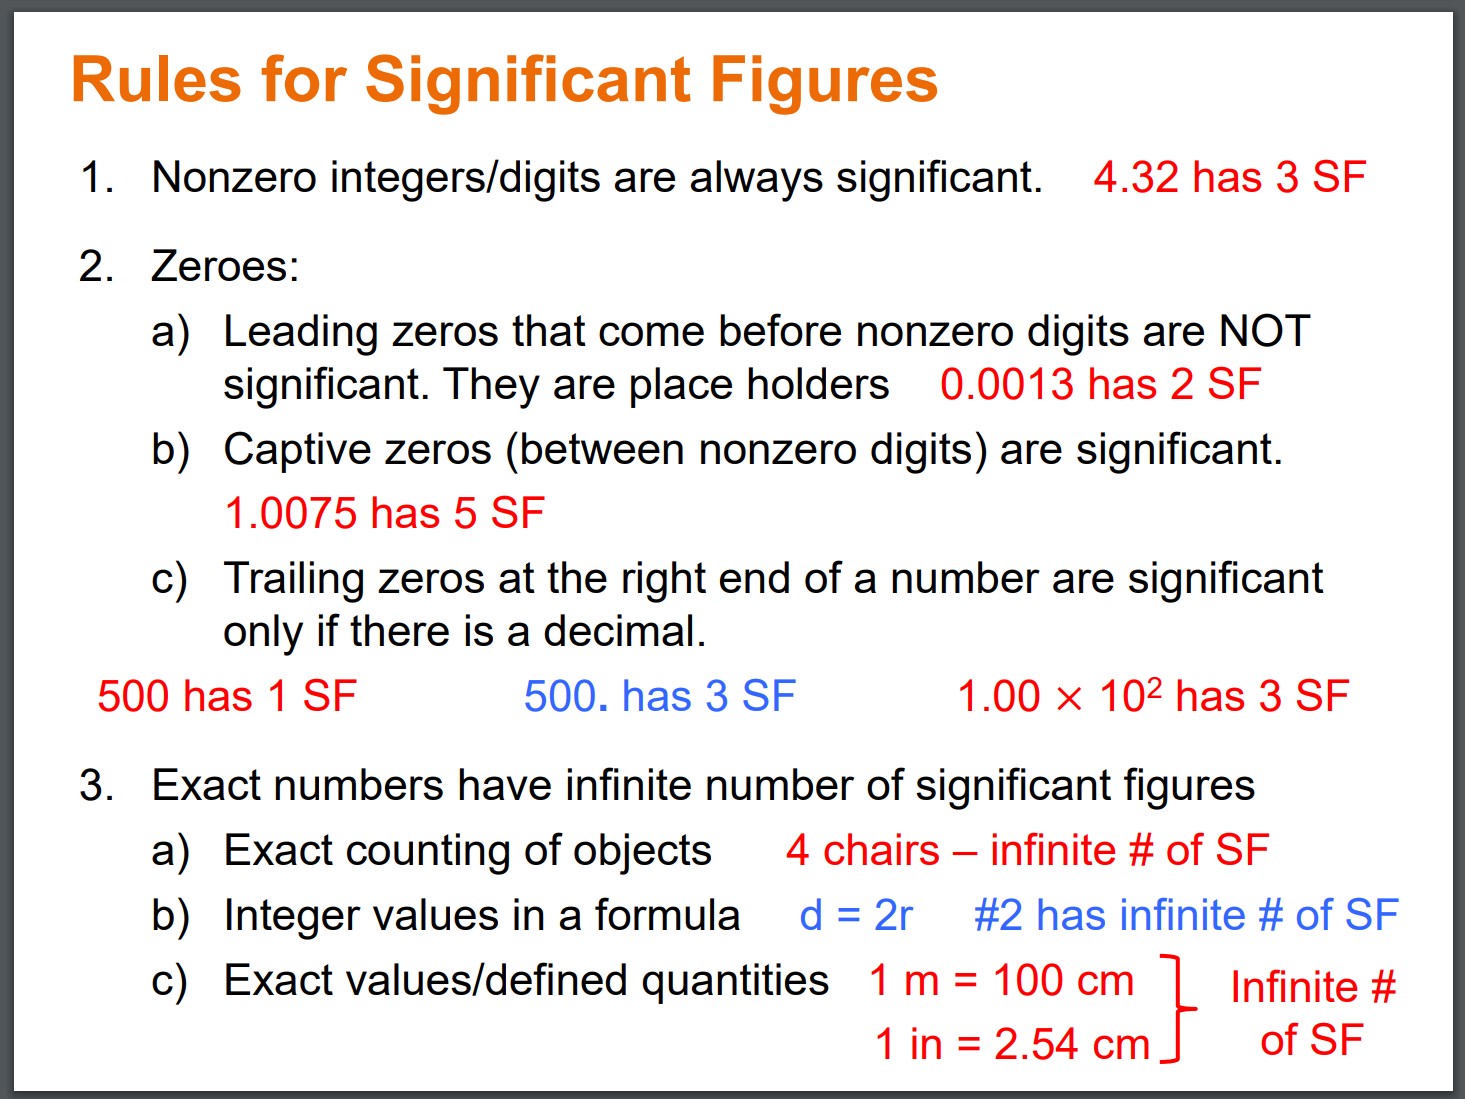 Rules for Significant Figures
1. Nonzero integers/digits are always significant. 4.32 has 3 SF
2. Zeroes:
a) Leading zeros that come before nonzero digits are NOT
significant. They are place holders 0.0013 has 2 SF
b) Captive zeros (between nonzero digits) are significant.
1.0075 has 5 SF
c) Trailing zeros at the right end of a number are significant
only if there is a decimal.
500 has 1 SF 500. has 3 SF 1.00 × 10² has 3 SF
3. Exact numbers have infinite number of significant figures
a) Exact counting of objects 4 chairs – infinite # of SF
b) Integer values in a formula d = 2r #2 has infinite # of SF
c) Exact values/defined quantities 1 m = 100 cm Infinite #
1 in = 2.54 cm of SF